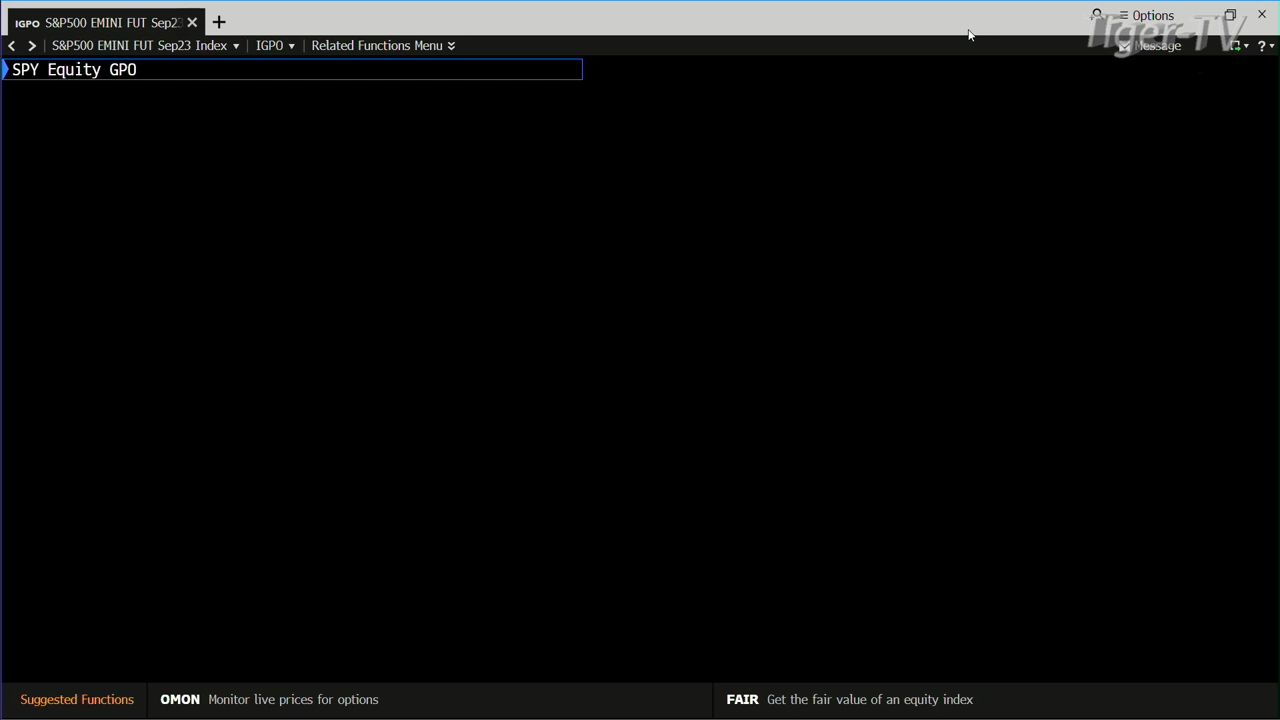 IGPO S&P500 EMINI FUT Sep23
Options
Tiger-TV
S&P500 EMINI FUT Sep23 Index
IGPO
Related Functions Menu
Message
?
SPY Equity GPO
Suggested Functions
OMON Monitor live prices for options
FAIR Get the fair value of an equity index